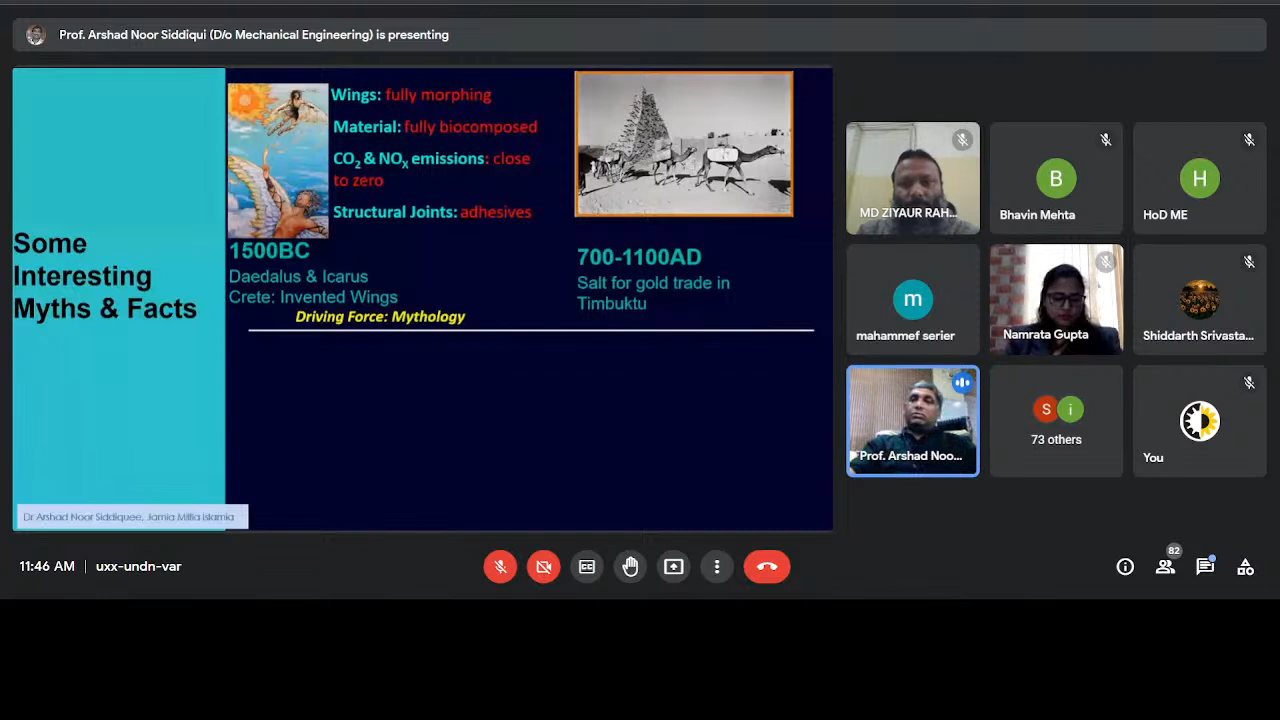 Prof. Arshad Noor Siddiqui (D/o Mechanical Engineering) is presenting
Some
Interesting
Myths & Facts
Wings: fully morphing
Material: fully biocomposed
CO2 & NOX emissions: close
to zero
Structural Joints: adhesives
1500BC
Daedalus & Icarus
Crete: Invented Wings
Driving Force: Mythology
700-1100AD
Salt for gold trade in
Timbuktu
Dr Arshad Noor Siddiquee, Jamia Millia Islamia
MD ZIYAUR RAH...
B
Bhavin Mehta
H
HoD ME
m
mahammef serier
Namrata Gupta
Shiddarth Srivasta...
Prof. Arshad Noo...
S i
73 others
You
11:46 AM | uxx-undn-var
82